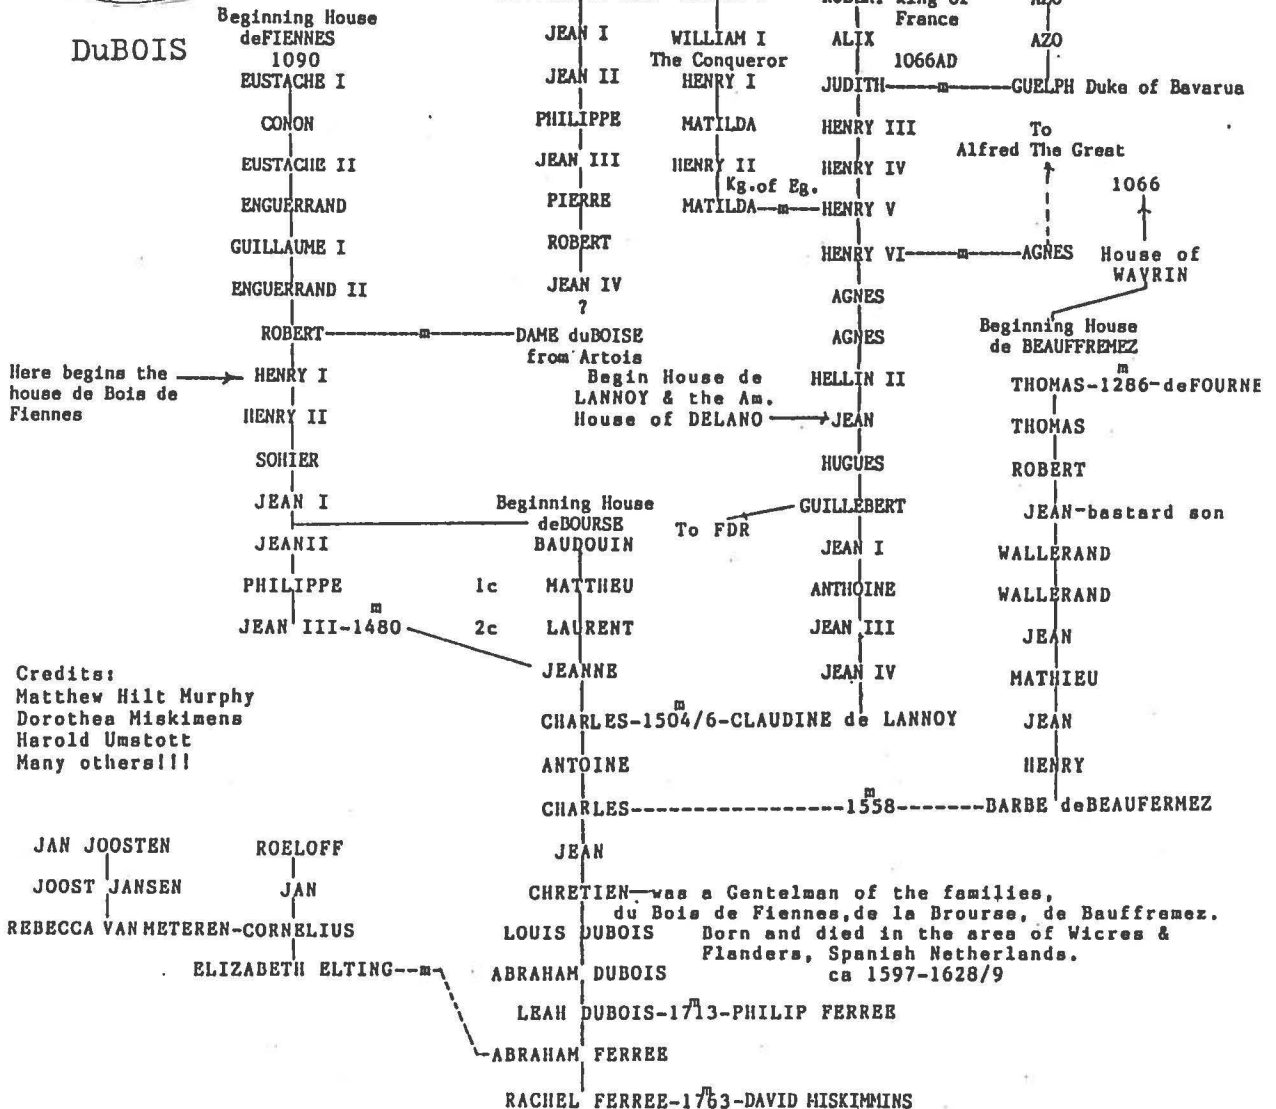 DuBOIS
Beginning House
deFIENNES
1090
EUSTACHE I
CONON
EUSTACHE II
ENGUERRAND
GUILLAUME I
ENGUERRAND II
ROBERT-m-DAME duBOISE
from Artois
Here begins the
house de Bois de
Fiennes
HENRY I
HENRY II
SOHIER
JEAN I
JEANII
PHILIPPE
m
JEAN III-1480
JEAN I
JEAN II
PHILIPPE
JEAN III
PIERRE
ROBERT
JEAN IV
?
WILLIAM I
The Conqueror
HENRY I
MATILDA
HENRY II
Kg.of Eg.
MATILDA--m--HENRY V
King of
France
ALIX
1066AD
JUDITH-m-GUELPH Duke of Bavarua
AZO
HENRY III
HENRY IV
To
Alfred The Great
HENRY VI-m-AGNES
AGNES
AGNES
HELLIN II
Begin House de
LANNOY & the Am.
House of DELANO
JEAN
HUGUES
GUILLEBERT
To FDR
JEAN I
ANTHOINE
JEAN III
JEAN IV
1066
House of
WAVRIN
Beginning House
de BEAUFFREMEZ
m
THOMAS-1286-deFOURNE
THOMAS
ROBERT
JEAN-bastard son
WALLERAND
WALLERAND
JEAN
MATHIEU
JEAN
HENRY
Beginning House
deBOURSE
BAUDOUIN
1c MATTHEU
2c LAURENT
JEANNE
m
CHARLES-1504/6-CLAUDINE de LANNOY
ANTOINE
m
CHARLES-1558-BARBE deBEAUFERMEZ
JEAN
CHRETIEN-was a Gentelman of the families,
du Bois de Fiennes,de la Brourse, de Bauffremez.
Born and died in the area of Wicres &
Flanders, Spanish Netherlands.
ca 1597-1628/9
LOUIS DUBOIS
ABRAHAM DUBOIS
m
LEAH DUBOIS-1713-PHILIP FERREE
ABRAHAM FERREE
m
RACHEL FERREE-1763-DAVID MISKIMMINS
Credits:
Matthew Hilt Murphy
Dorothea Miskimens
Harold Umstott
Many others!!!
JAN JOOSTEN
JOOST JANSEN
ROELOFF
JAN
REBECCA VAN METEREN-CORNELIUS
ELIZABETH ELTING--m